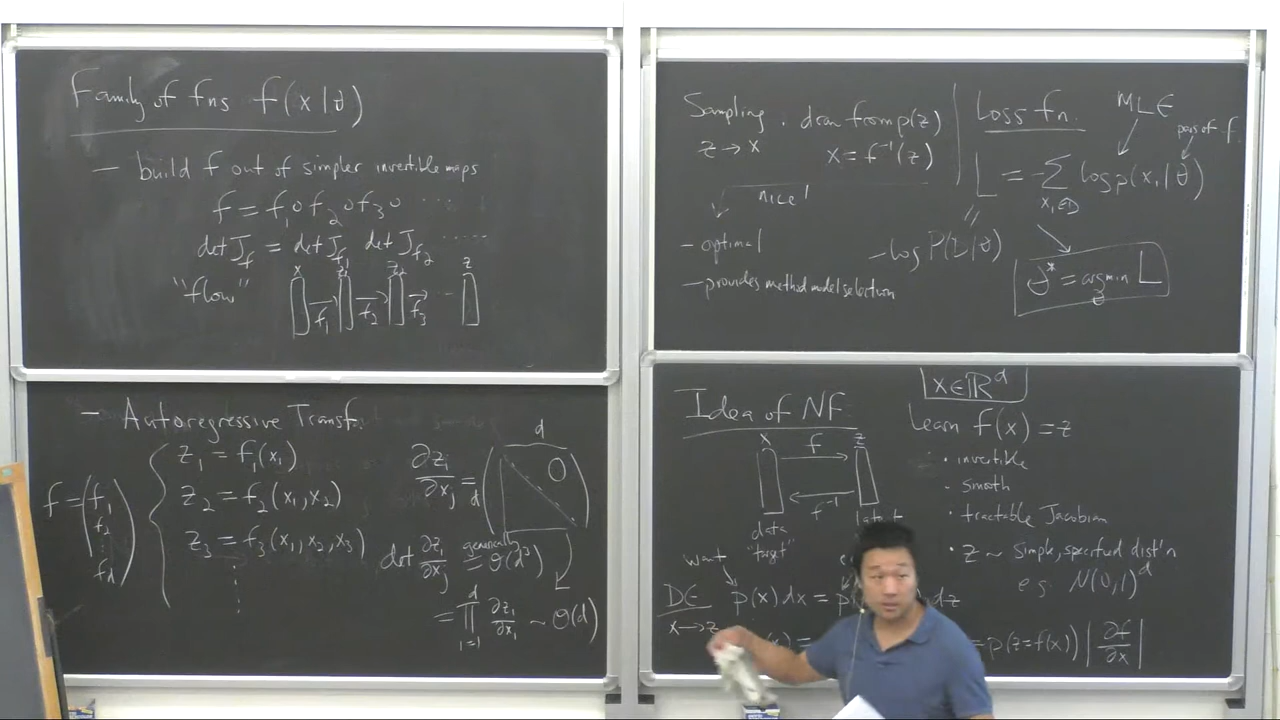 Family of fns f(x|θ)
— build f out of simpler invertible maps
f = f₁∘f₂∘f₃∘ ....
det J_f = det J_f₁ det J_f₂ .....
"flow"
x z₁ z₂ z
f₁ f₂ f₃
— Autoregressive Transf.
f = (f₁ f₂ ⋮ f_d)
z₁ = f₁(x₁)
z₂ = f₂(x₁,x₂)
z₃ = f₃(x₁,x₂,x₃)
⋮
d
∂z_i/∂x_j = d ( 0 )
generically
det ∂z_i/∂x_j = O(d³)
= ∏_{i=1}^{d} ∂z_i/∂x_i ~ O(d)
Sampling · draw from p(z)
z → x x = f⁻¹(z)
nice!
— optimal
— provides method model selection
Loss fn. MLE
pars of f
L = -∑_{x_i∈D} log p(x_i|θ)
-log P(D|θ)
θ* = argmin_θ L
Idea of NF
x f z
f⁻¹
data
"target"
x∈ℝᵈ
Learn f(x) = z
· invertible
· smooth
· tractable Jacobian
· z ~ simple, specified dist'n
e.g. N(0,1)ᵈ
want
DE p(x)dx = p dz
x → z (x) = = p(z=f(x)) |∂f/∂x|